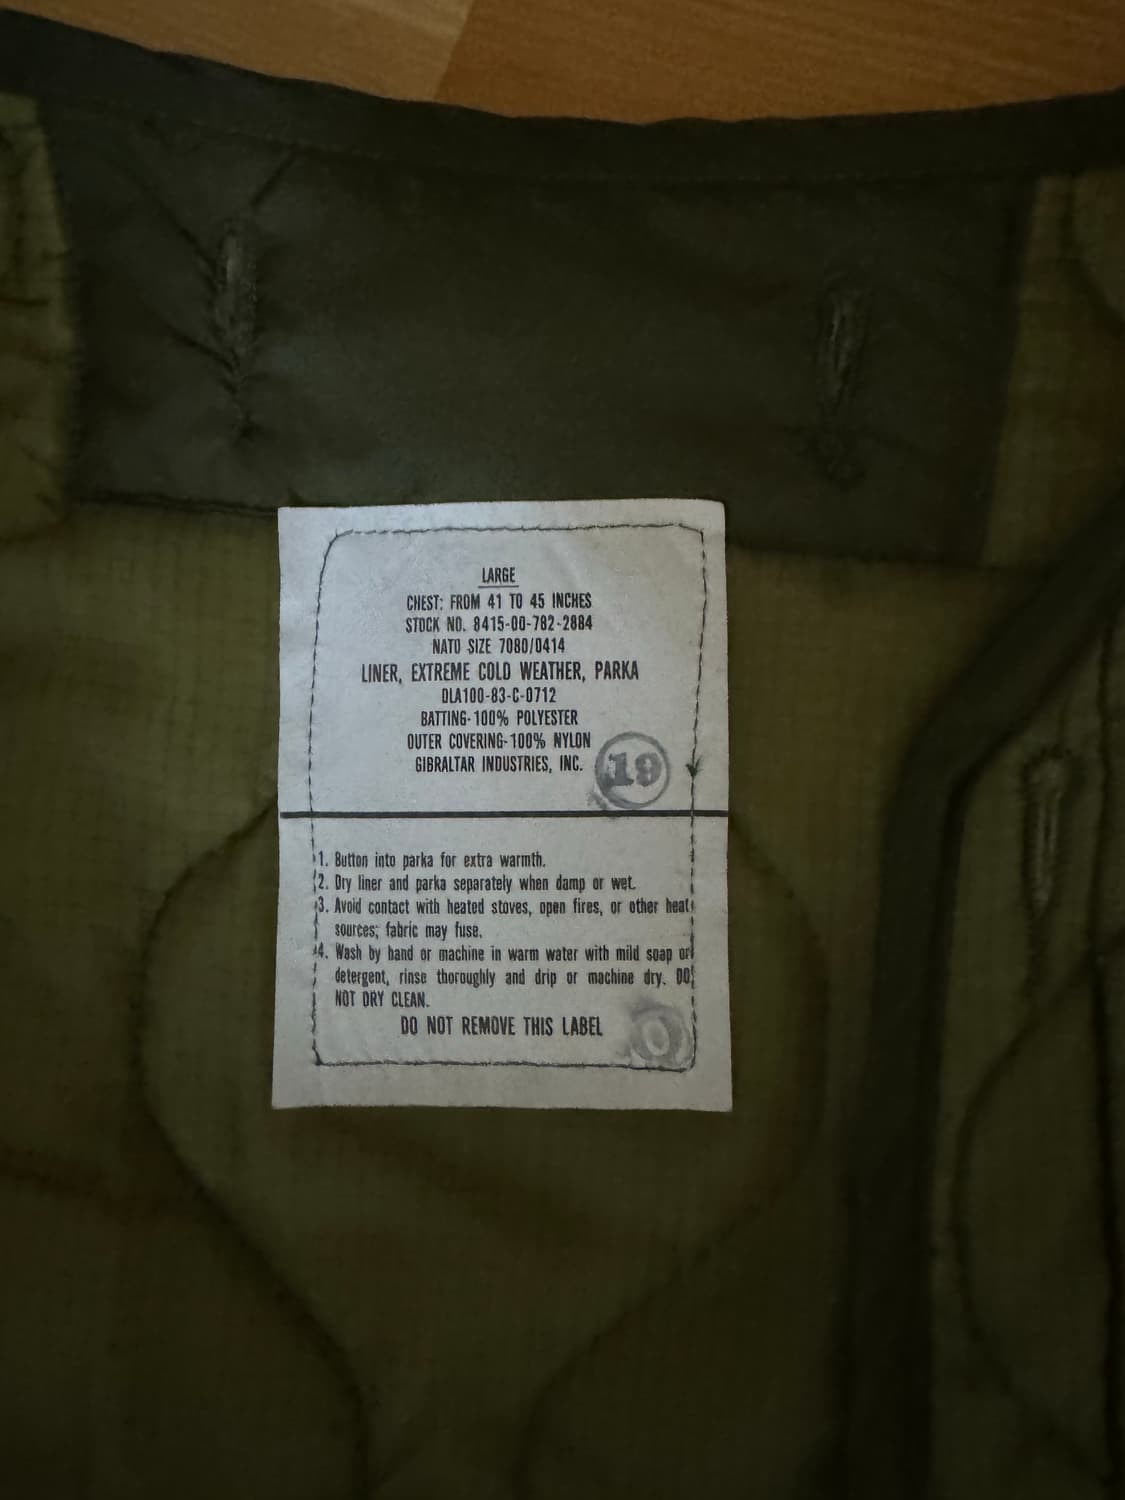 LARGE
CHEST: FROM 41 TO 45 INCHES
STOCK NO. 8415-00-782-2884
NATO SIZE 7080/0414
LINER, EXTREME COLD WEATHER, PARKA
DLA100-83-C-0712
BATTING-100% POLYESTER
OUTER COVERING-100% NYLON
GIBRALTAR INDUSTRIES, INC.
19
1. Button into parka for extra warmth.
2. Dry liner and parka separately when damp or wet.
3. Avoid contact with heated stoves, open fires, or other heat
sources; fabric may fuse.
4. Wash by hand or machine in warm water with mild soap or
detergent, rinse thoroughly and drip or machine dry. DO
NOT DRY CLEAN.
DO NOT REMOVE THIS LABEL